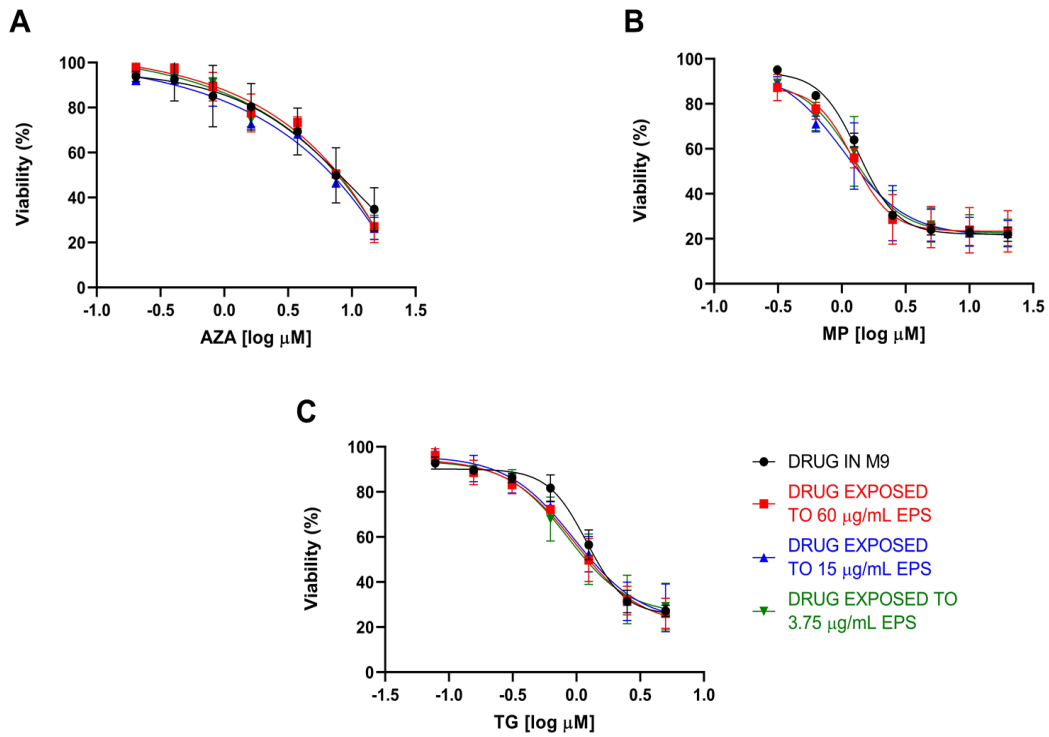 A
100
80
60
40
20
0
Viability (%)
-1.0 -0.5 0.0 0.5 1.0 1.5
AZA [log μM]
B
100
80
60
40
20
0
Viability (%)
-1.0 -0.5 0.0 0.5 1.0 1.5
MP [log μM]
C
100
80
60
40
20
0
Viability (%)
-1.5 -1.0 -0.5 0.0 0.5 1.0
TG [log μM]
DRUG IN M9
DRUG EXPOSED
TO 60 μg/mL EPS
DRUG EXPOSED
TO 15 μg/mL EPS
DRUG EXPOSED TO
3.75 μg/mL EPS